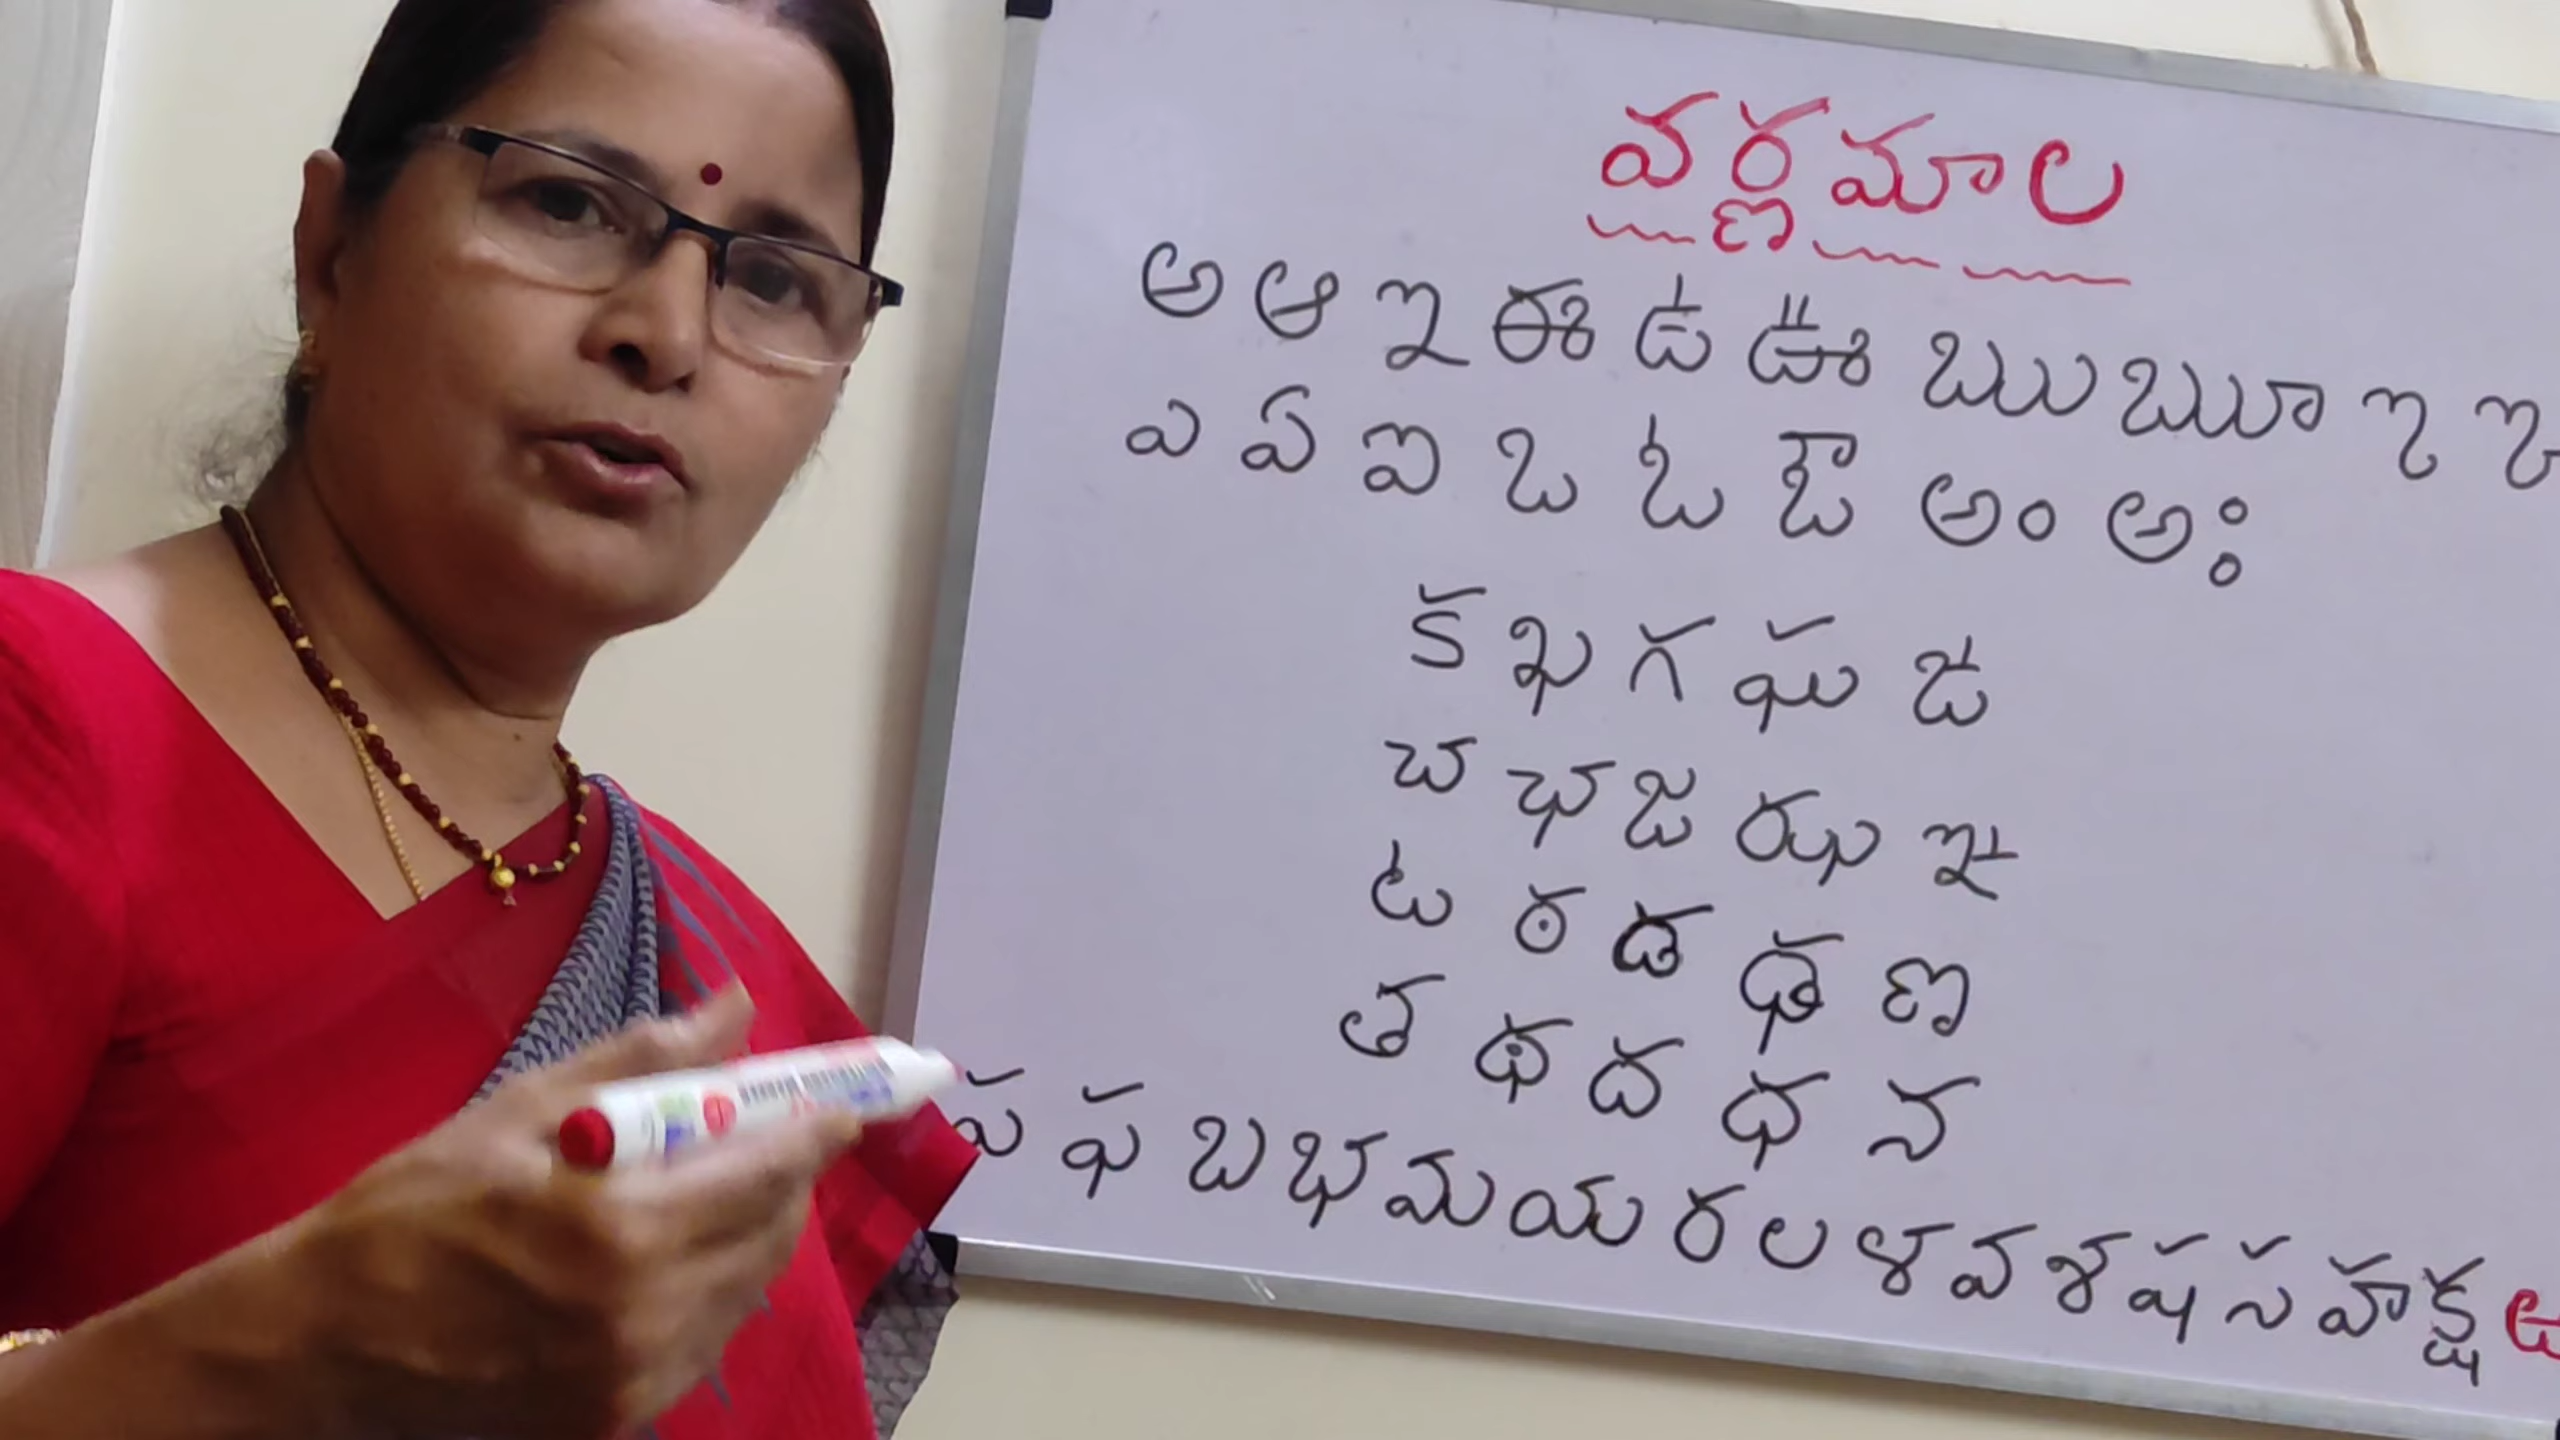 వర్ణమాల
అ ఆ ఇ ఈ ఉ ఊ ఋ ౠ ఌ ౡ
ఎ ఏ ఐ ఒ ఓ ఔ అం అః
క ఖ గ ఘ ఙ
చ ఛ జ ఝ ఞ
ట ఠ డ ఢ ణ
త థ ద ధ న
ప ఫ బ భ మ య ర ల ళ వ శ ష స హ క్ష